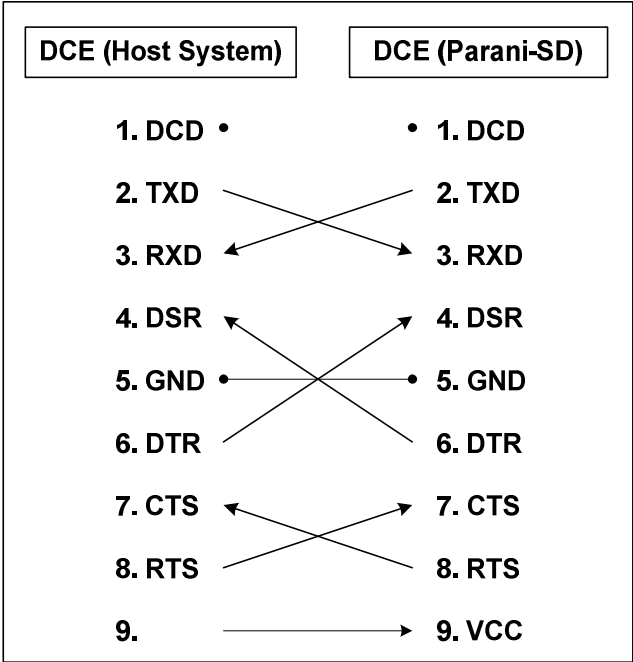 DCE (Host System) DCE (Parani-SD)
1. DCD 1. DCD
2. TXD 2. TXD
3. RXD 3. RXD
4. DSR 4. DSR
5. GND 5. GND
6. DTR 6. DTR
7. CTS 7. CTS
8. RTS 8. RTS
9. 9. VCC